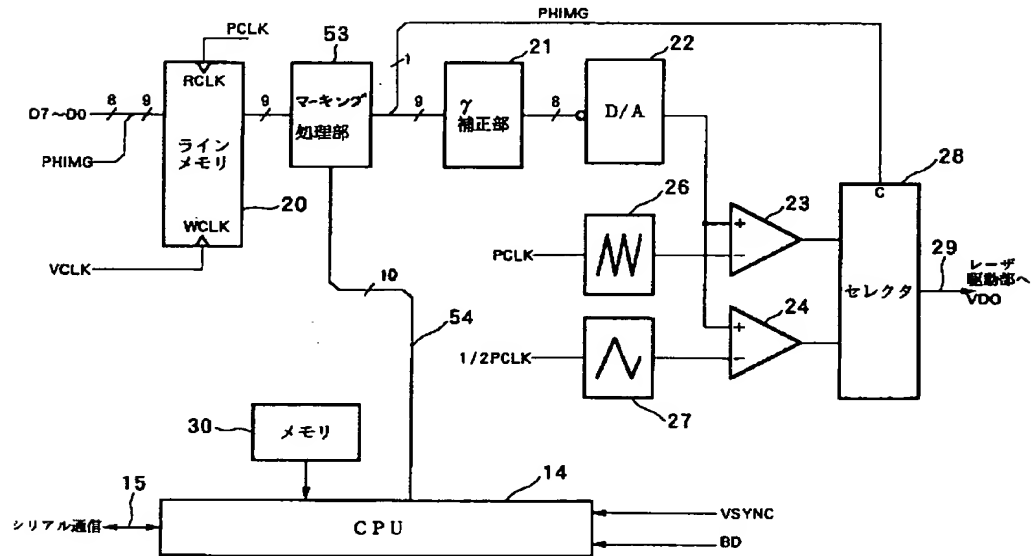 PHIMG
PCLK
53
21
22
1
RCLK
8
9
D7〜D0
PHIMG
ライン
メモリ
WCLK
20
VCLK
9
マーキング
処理部
9
γ
補正部
8
D/A
26
PCLK
23
+
−
28
C
セレクタ
29
レーザ
駆動部へ
VDO
24
+
−
1/2PCLK
27
10
54
30
メモリ
14
15
シリアル通信
CPU
VSYNC
BD